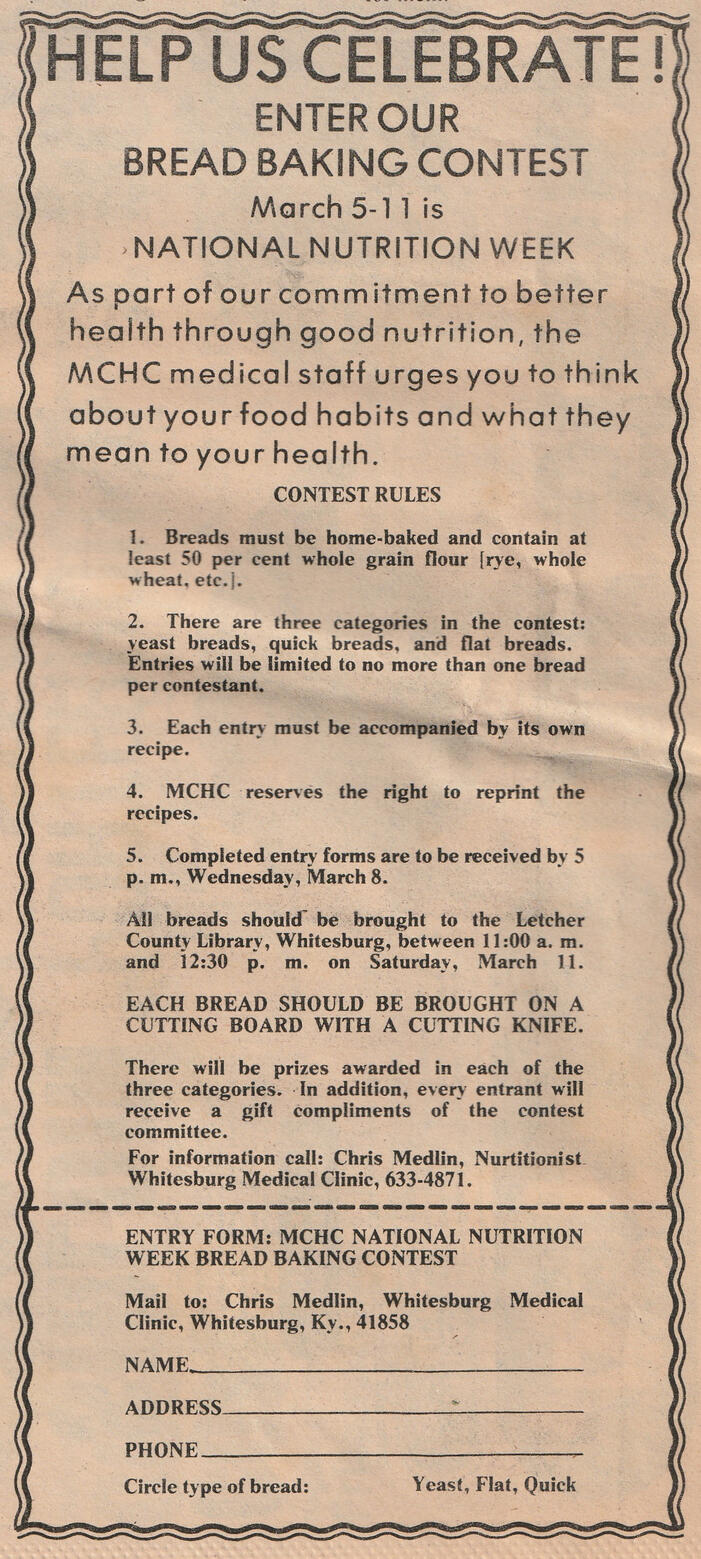 HELP US CELEBRATE!
ENTER OUR
BREAD BAKING CONTEST
March 5-11 is
NATIONAL NUTRITION WEEK
As part of our commitment to better
health through good nutrition, the
MCHC medical staff urges you to think
about your food habits and what they
mean to your health.
CONTEST RULES
1. Breads must be home-baked and contain at
least 50 per cent whole grain flour [rye, whole
wheat, etc.].
2. There are three categories in the contest:
yeast breads, quick breads, and flat breads.
Entries will be limited to no more than one bread
per contestant.
3. Each entry must be accompanied by its own
recipe.
4. MCHC reserves the right to reprint the
recipes.
5. Completed entry forms are to be received by 5
p. m., Wednesday, March 8.
All breads should be brought to the Letcher
County Library, Whitesburg, between 11:00 a. m.
and 12:30 p. m. on Saturday, March 11.
EACH BREAD SHOULD BE BROUGHT ON A
CUTTING BOARD WITH A CUTTING KNIFE.
There will be prizes awarded in each of the
three categories. In addition, every entrant will
receive a gift compliments of the contest
committee.
For information call: Chris Medlin, Nurtitionist
Whitesburg Medical Clinic, 633-4871.
ENTRY FORM: MCHC NATIONAL NUTRITION
WEEK BREAD BAKING CONTEST
Mail to: Chris Medlin, Whitesburg Medical
Clinic, Whitesburg, Ky., 41858
NAME
ADDRESS
PHONE
Circle type of bread: Yeast, Flat, Quick